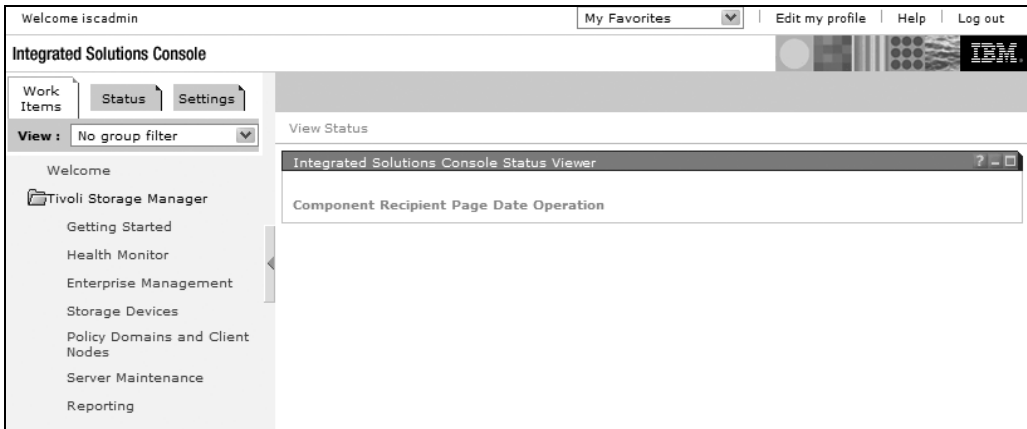 Welcome iscadmin
My Favorites
Edit my profile
Help
Log out
Integrated Solutions Console
IBM.
Work
Items
Status
Settings
View :
No group filter
View Status
Welcome
Tivoli Storage Manager
Getting Started
Health Monitor
Enterprise Management
Storage Devices
Policy Domains and Client
Nodes
Server Maintenance
Reporting
Integrated Solutions Console Status Viewer
?
Component Recipient Page Date Operation